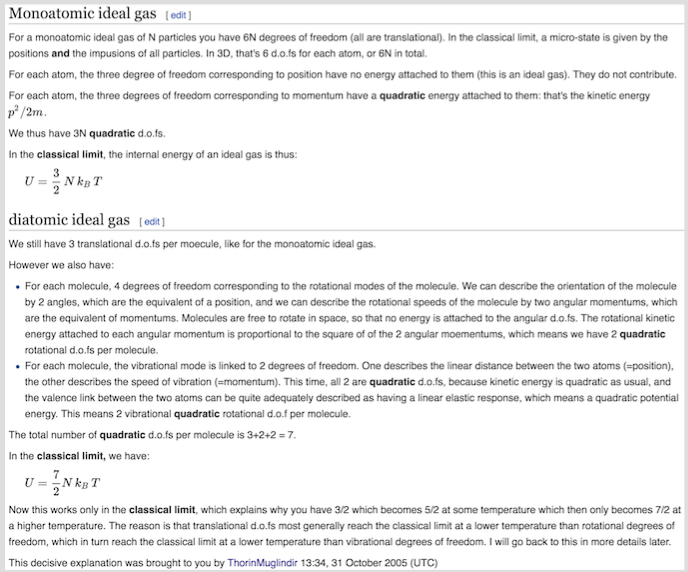 Monoatomic ideal gas [ edit ]
For a monoatomic ideal gas of N particles you have 6N degrees of freedom (all are translational). In the classical limit, a micro-state is given by the
positions and the impusions of all particles. In 3D, that's 6 d.o.fs for each atom, or 6N in total.
For each atom, the three degree of freedom corresponding to position have no energy attached to them (this is an ideal gas). They do not contribute.
For each atom, the three degrees of freedom corresponding to momentum have a quadratic energy attached to them: that's the kinetic energy
p²/2m.
We thus have 3N quadratic d.o.fs.
In the classical limit, the internal energy of an ideal gas is thus:
U = 3/2 N k_B T
diatomic ideal gas [ edit ]
We still have 3 translational d.o.fs per moecule, like for the monoatomic ideal gas.
However we also have:
• For each molecule, 4 degrees of freedom corresponding to the rotational modes of the molecule. We can describe the orientation of the molecule
by 2 angles, which are the equivalent of a position, and we can describe the rotational speeds of the molecule by two angular momentums, which
are the equivalent of momentums. Molecules are free to rotate in space, so that no energy is attached to the angular d.o.fs. The rotational kinetic
energy attached to each angular momentum is proportional to the square of of the 2 angular moementums, which means we have 2 quadratic
rotational d.o.fs per molecule.
• For each molecule, the vibrational mode is linked to 2 degrees of freedom. One describes the linear distance between the two atoms (=position),
the other describes the speed of vibration (=momentum). This time, all 2 are quadratic d.o.fs, because kinetic energy is quadratic as usual, and
the valence link between the two atoms can be quite adequately described as having a linear elastic response, which means a quadratic potential
energy. This means 2 vibrational quadratic rotational d.o.f per molecule.
The total number of quadratic d.o.fs per molecule is 3+2+2 = 7.
In the classical limit, we have:
U = 7/2 N k_B T
Now this works only in the classical limit, which explains why you have 3/2 which becomes 5/2 at some temperature which then only becomes 7/2 at
a higher temperature. The reason is that translational d.o.fs most generally reach the classical limit at a lower temperature than rotational degrees of
freedom, which in turn reach the classical limit at a lower temperature than vibrational degrees of freedom. I will go back to this in more details later.
This decisive explanation was brought to you by ThorinMuglindir 13:34, 31 October 2005 (UTC)